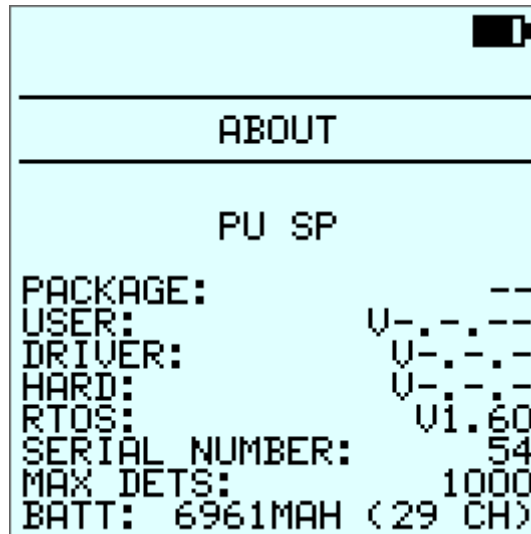 ABOUT
PU SP
PACKAGE: --
USER: V-.-.--
DRIVER: V-.-.-
HARD: V-.-.-
RTOS: V1.60
SERIAL NUMBER: 54
MAX DETS: 1000
BATT: 6961MAH (29 CH)